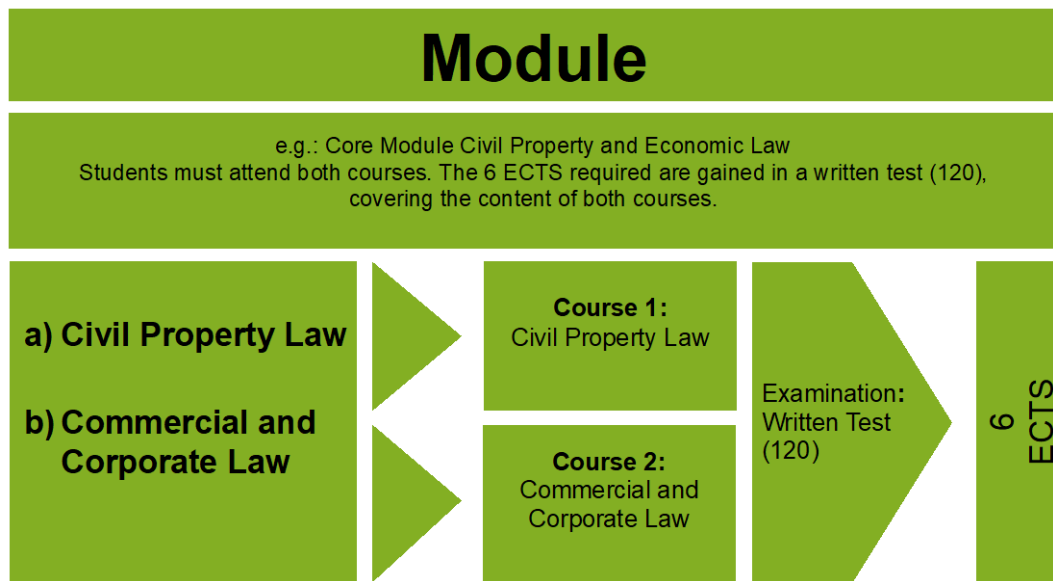 Module
e.g.: Core Module Civil Property and Economic Law
Students must attend both courses. The 6 ECTS required are gained in a written test (120),
covering the content of both courses.
a) Civil Property Law
b) Commercial and
Corporate Law
Course 1:
Civil Property Law
Course 2:
Commercial and
Corporate Law
Examination:
Written Test
(120)
6
ECTS